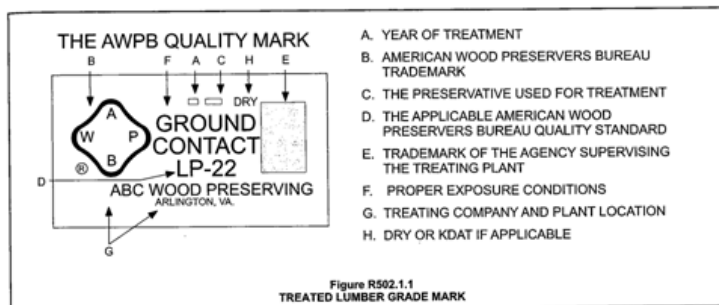 THE AWPB QUALITY MARK
B F A C H E
DRY
A
W P
B
®
GROUND
CONTACT
LP-22
D
ABC WOOD PRESERVING
ARLINGTON, VA.
G
A. YEAR OF TREATMENT
B. AMERICAN WOOD PRESERVERS BUREAU
TRADEMARK
C. THE PRESERVATIVE USED FOR TREATMENT
D. THE APPLICABLE AMERICAN WOOD
PRESERVERS BUREAU QUALITY STANDARD
E. TRADEMARK OF THE AGENCY SUPERVISING
THE TREATING PLANT
F. PROPER EXPOSURE CONDITIONS
G. TREATING COMPANY AND PLANT LOCATION
H. DRY OR KDAT IF APPLICABLE
Figure R502.1.1
TREATED LUMBER GRADE MARK